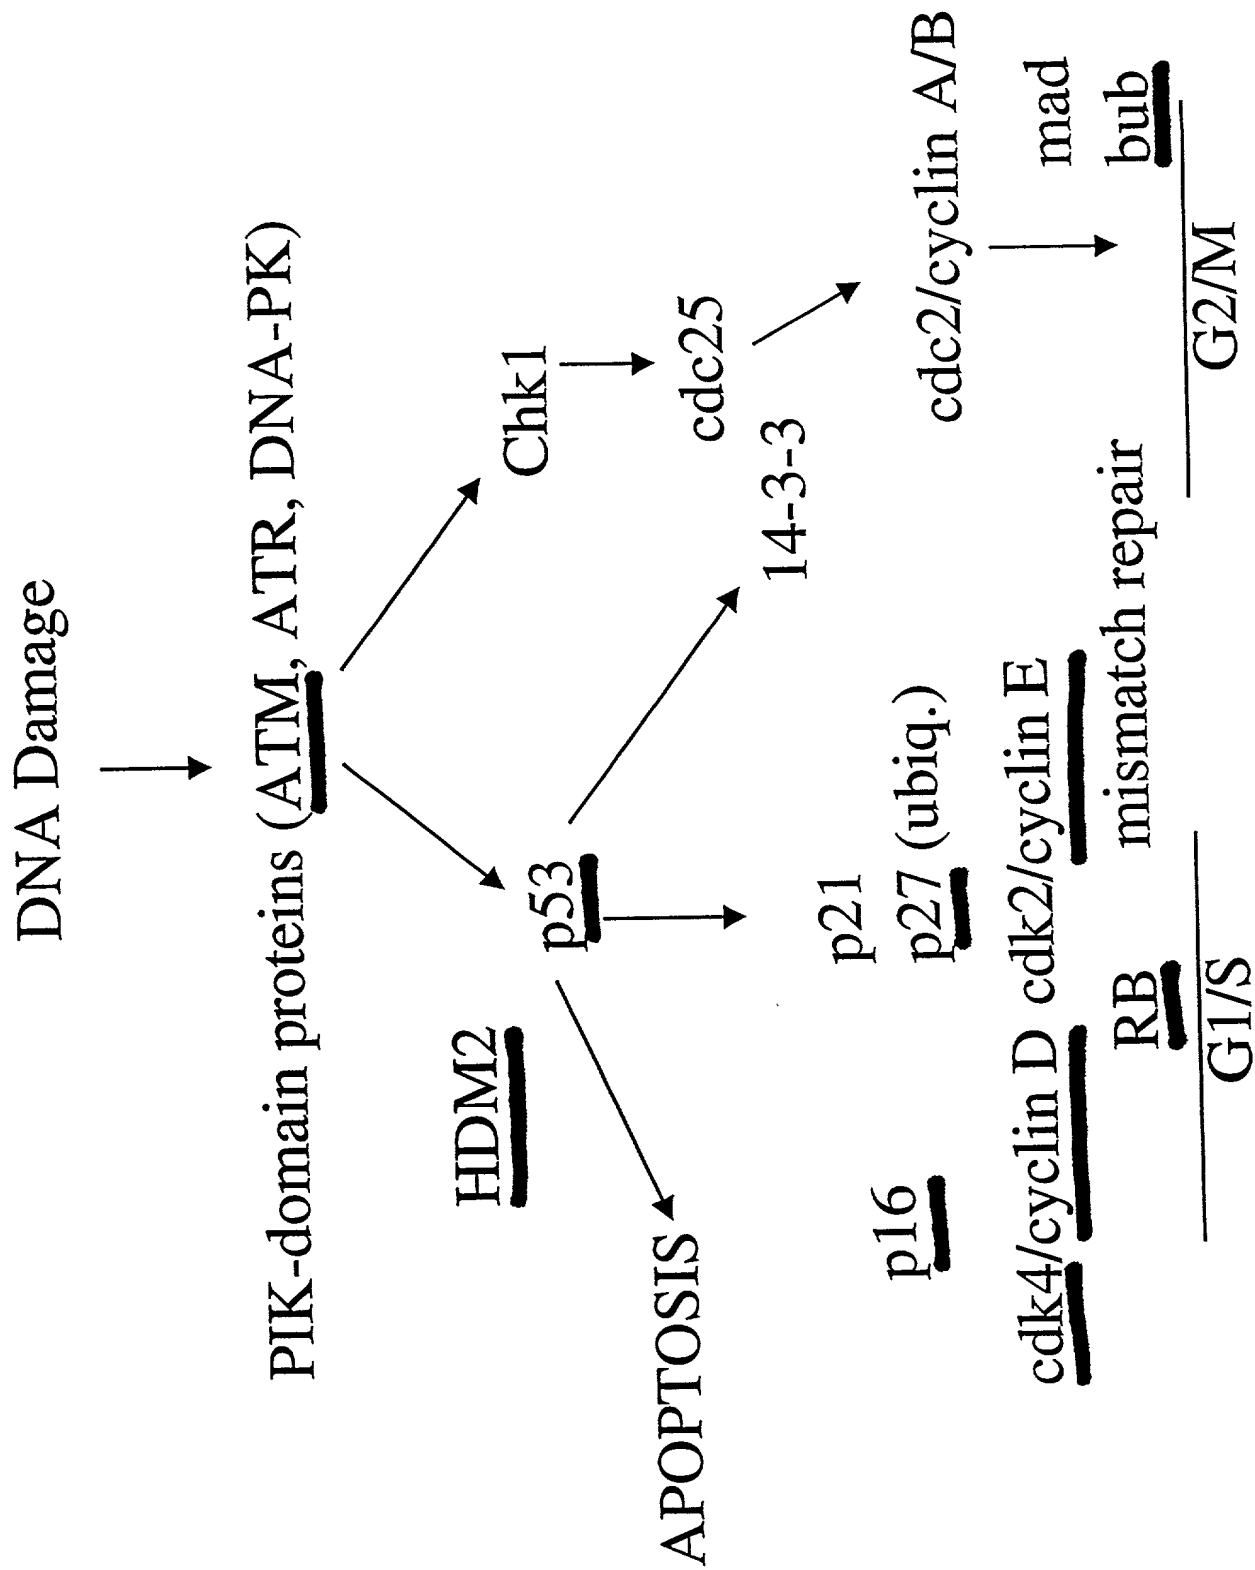 DNA Damage
PIK-domain proteins (ATM, ATR, DNA-PK)
HDM2
p53
Chk1
APOPTOSIS
cdc25
14-3-3
p16
p21
p27 (ubiq.)
cdc2/cyclin A/B
cdk4/cyclin D cdk2/cyclin E
mad
RB
mismatch repair
bub
G1/S
G2/M